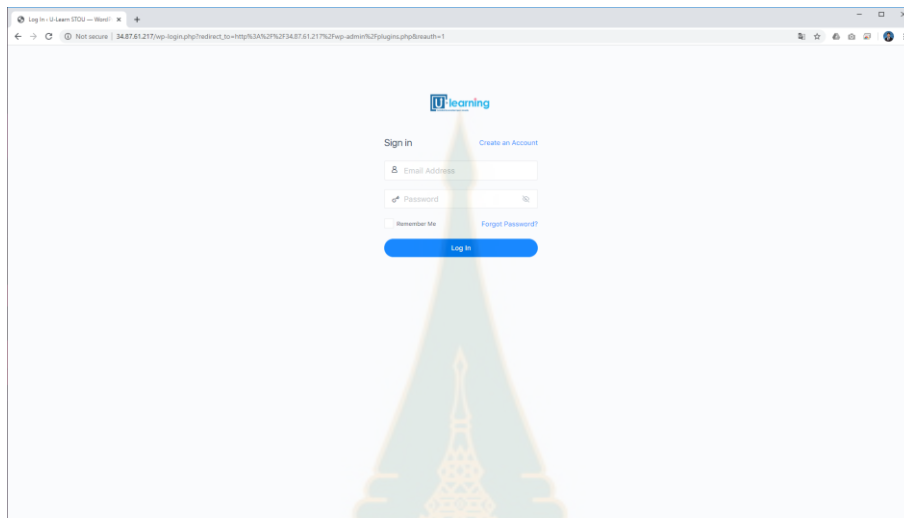 Log In ‹ U-Learn STOU — Word
Not secure | 34.87.61.217/wp-login.php?redirect_to=http%3A%2F%2F34.87.61.217%2Fwp-admin%2Fplugins.php&reauth=1
U-learning
Sign in
Create an Account
Email Address
Password
Remember Me
Forgot Password?
Log In